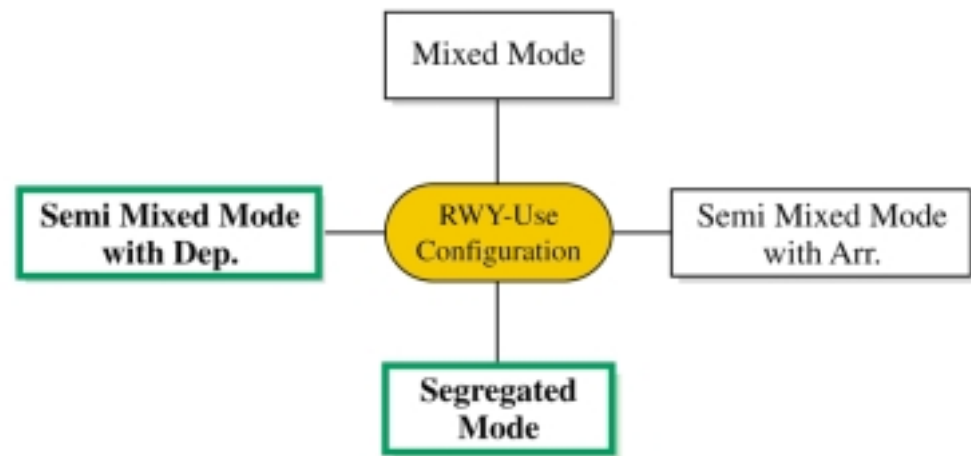 Mixed Mode
Semi Mixed Mode
with Dep.
RWY-Use
Configuration
Semi Mixed Mode
with Arr.
Segregated
Mode